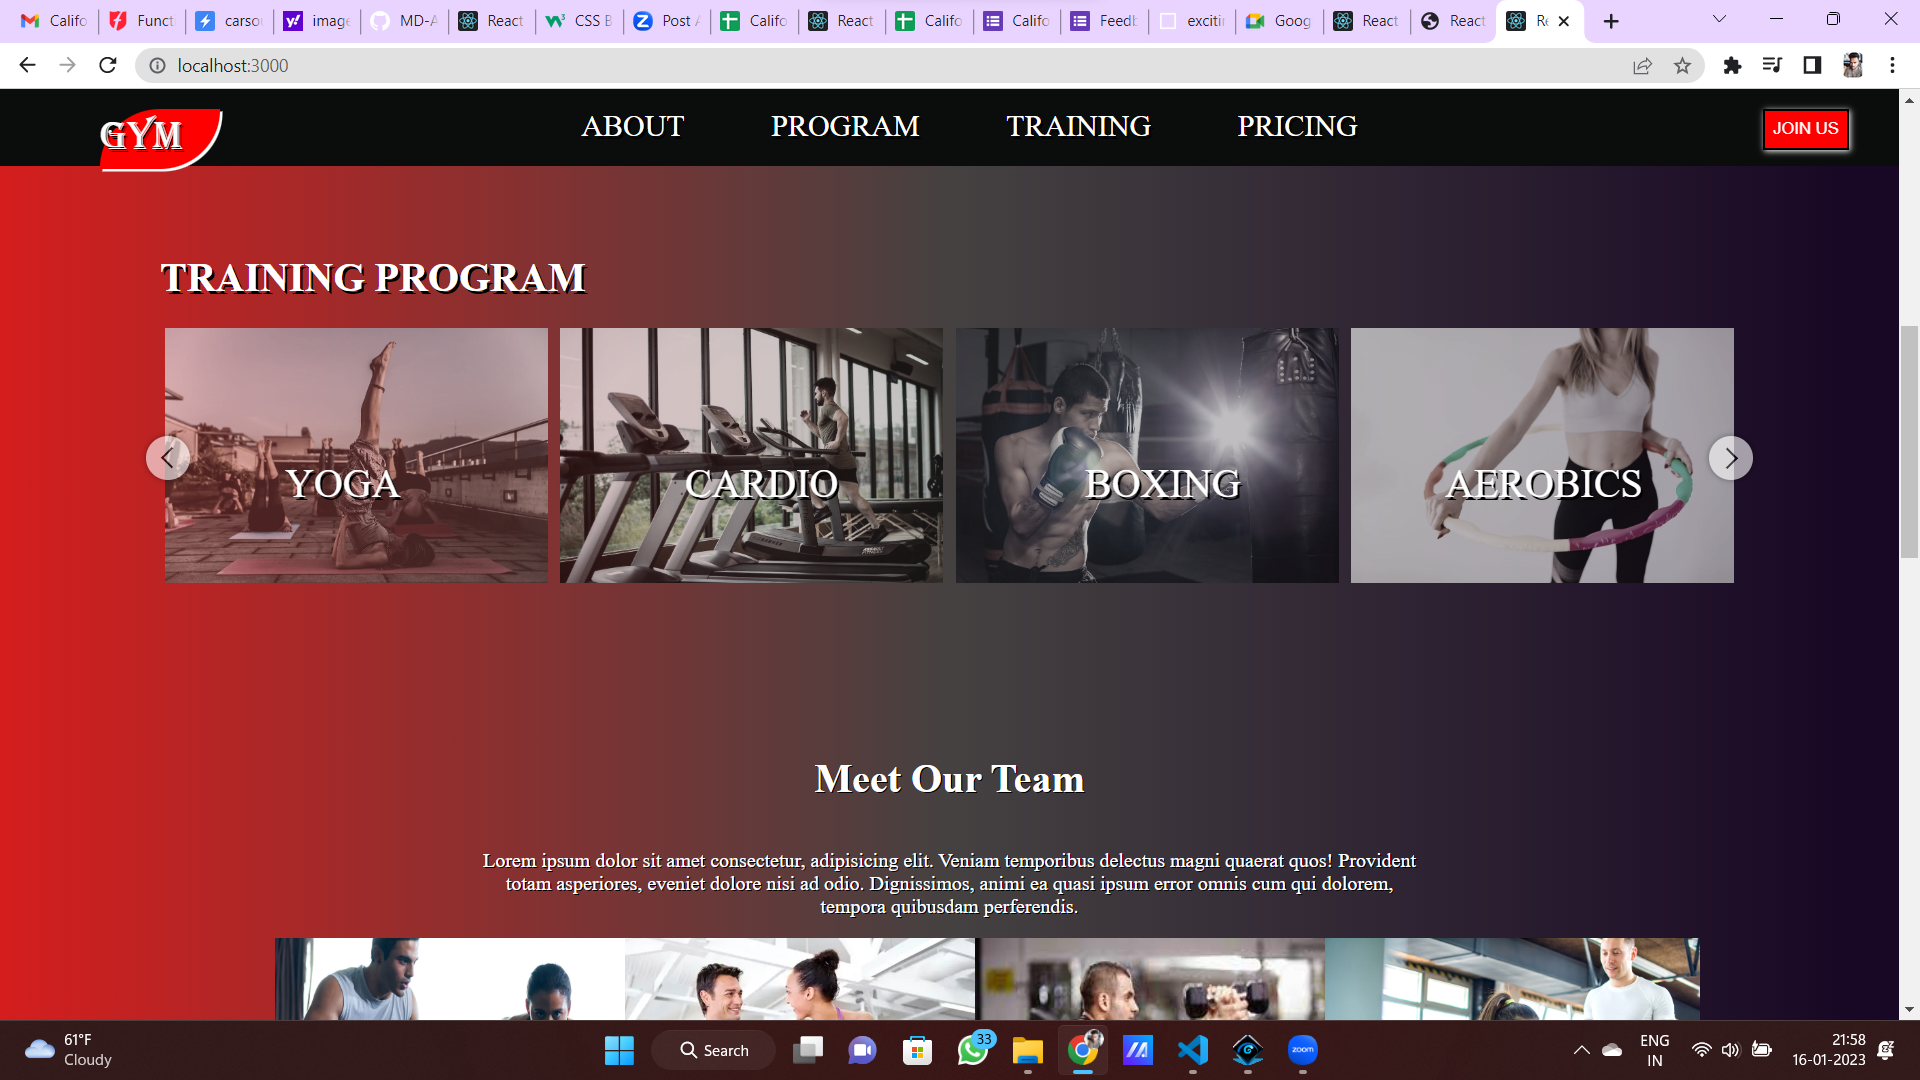 Califo
Functi
carso
image
MD-A
React
CSS B
Post A
Califo
React
Califo
Califo
Feedb
excitin
Goog
React
React
Re
localhost:3000
GYM
ABOUT
PROGRAM
TRAINING
PRICING
JOIN US
TRAINING PROGRAM
YOGA
CARDIO
BOXING
AEROBICS
Meet Our Team
Lorem ipsum dolor sit amet consectetur, adipisicing elit. Veniam temporibus delectus magni quaerat quos! Provident
totam asperiores, eveniet dolore nisi ad odio. Dignissimos, animi ea quasi ipsum error omnis cum qui dolorem,
tempora quibusdam perferendis.
61°F
Cloudy
Search
33
zoom
ENG
IN
21:58
16-01-2023